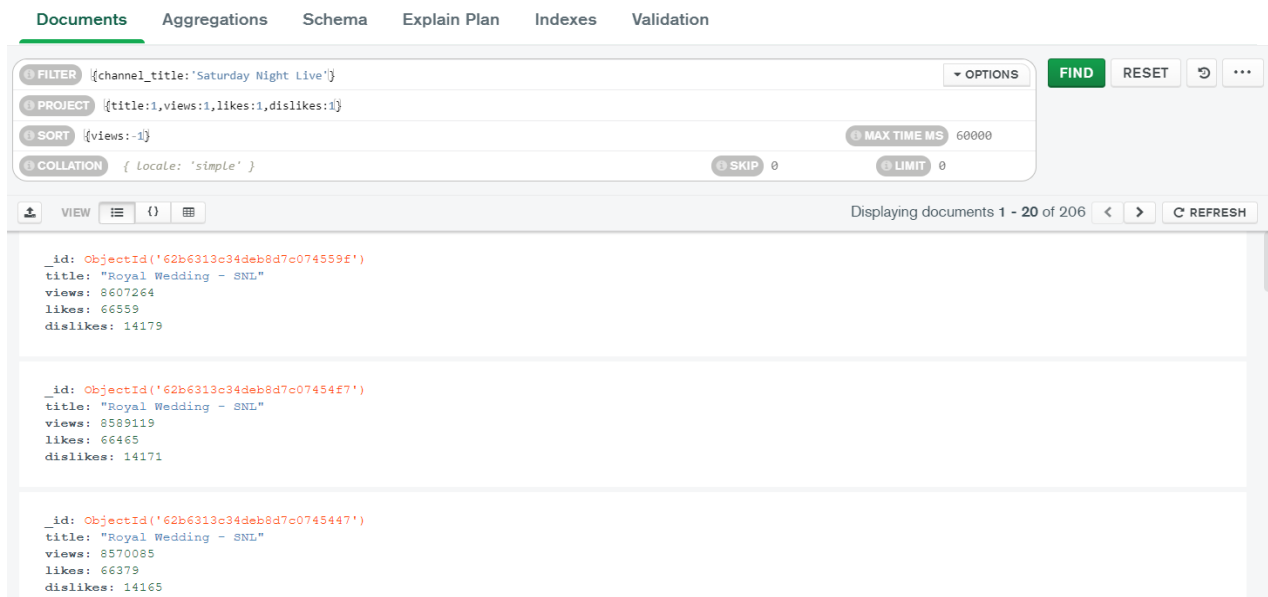 Documents Aggregations Schema Explain Plan Indexes Validation
FILTER {channel_title:'Saturday Night Live'} OPTIONS FIND RESET
PROJECT {title:1,views:1,likes:1,dislikes:1}
SORT {views:-1} MAX TIME MS 60000
COLLATION { locale: 'simple' } SKIP 0 LIMIT 0
VIEW {} Displaying documents 1 - 20 of 206 < > REFRESH
_id: ObjectId('62b6313c34deb8d7c074559f')
title: "Royal Wedding - SNL"
views: 8607264
likes: 66559
dislikes: 14179
_id: ObjectId('62b6313c34deb8d7c07454f7')
title: "Royal Wedding - SNL"
views: 8589119
likes: 66465
dislikes: 14171
_id: ObjectId('62b6313c34deb8d7c0745447')
title: "Royal Wedding - SNL"
views: 8570085
likes: 66379
dislikes: 14165